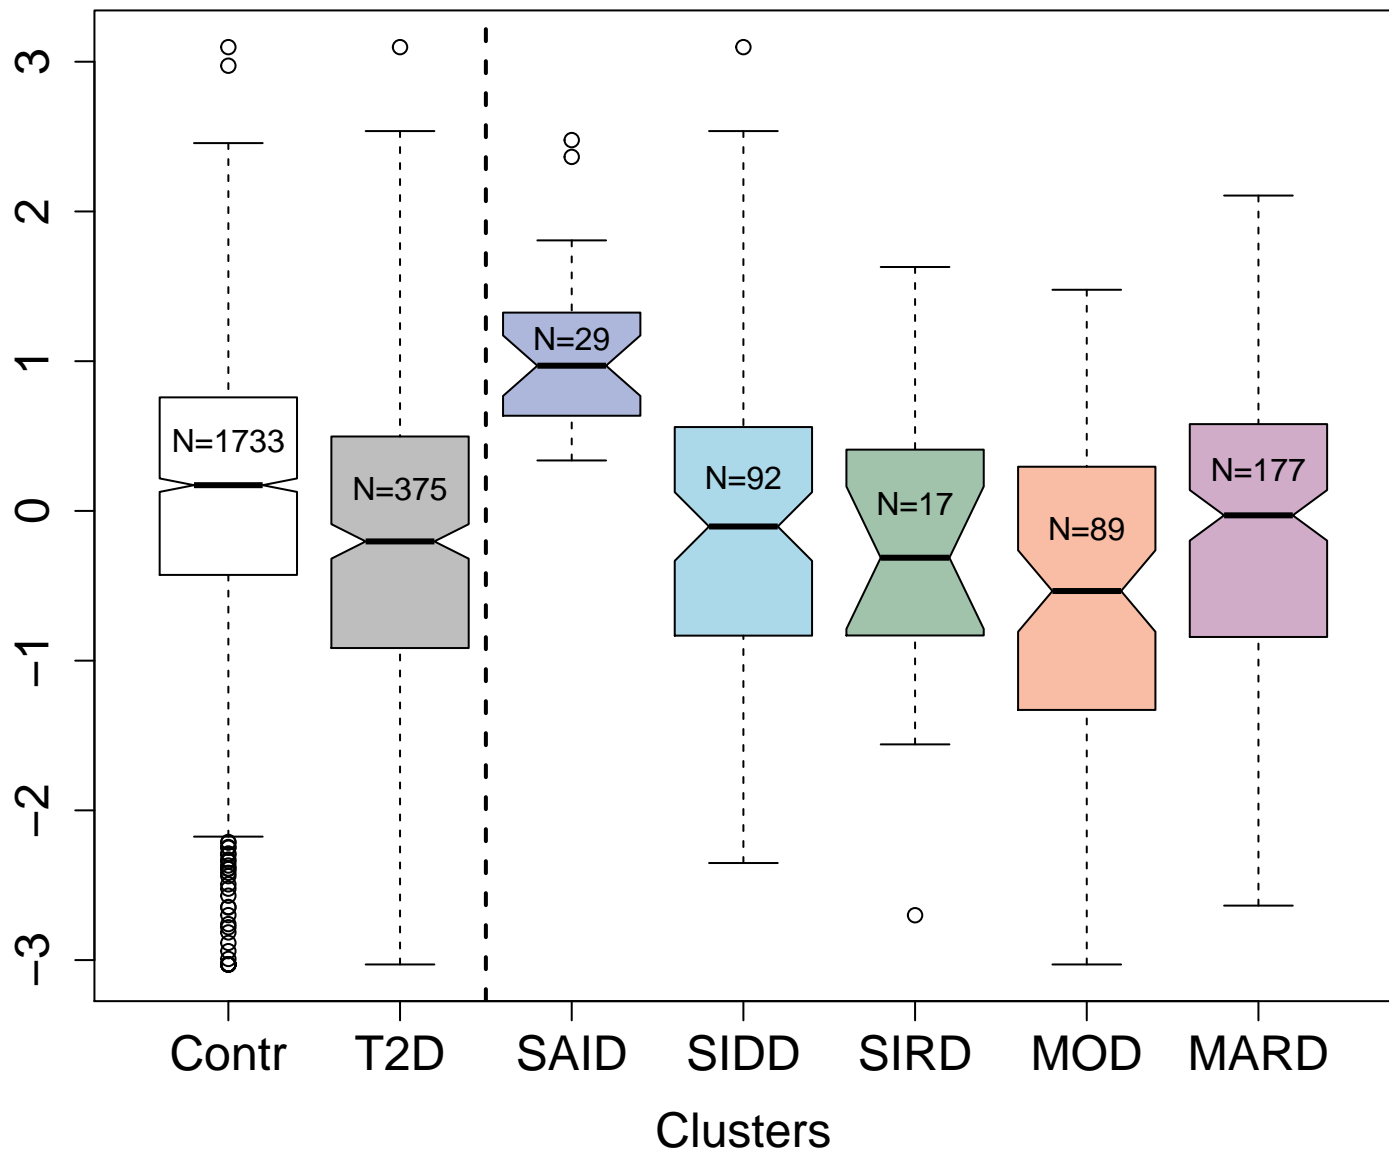 3
2
1
0
−1
−2
−3
N=1733
N=375
N=29
N=92
N=17
N=89
N=177
Contr T2D SAID SIDD SIRD MOD MARD
Clusters